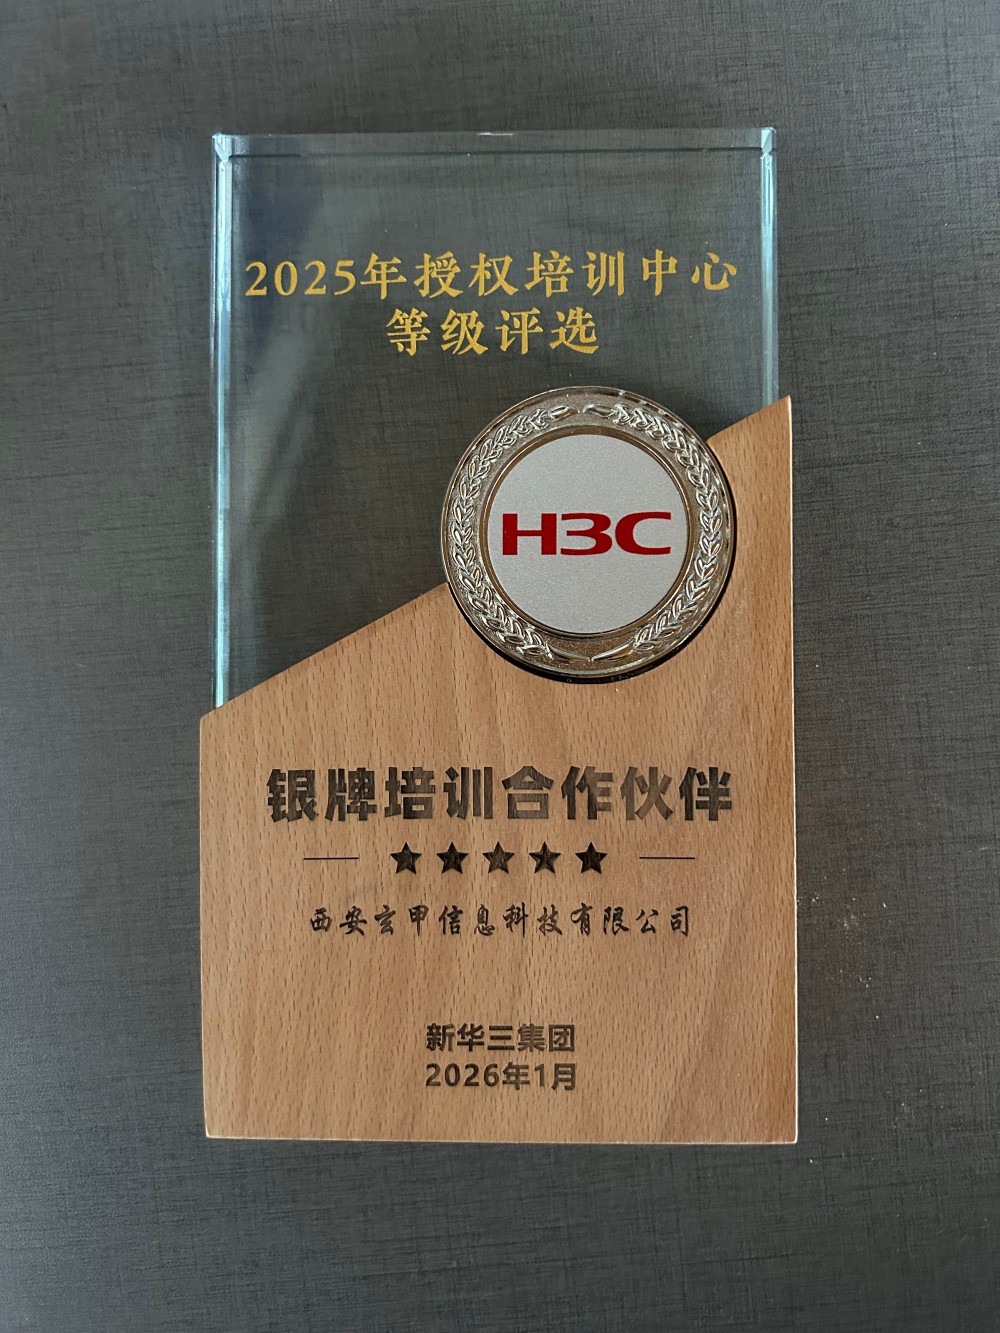 2025年授权培训中心
等级评选
H3C
银牌培训合作伙伴
西安玄甲信息科技有限公司
新华三集团
2026年1月